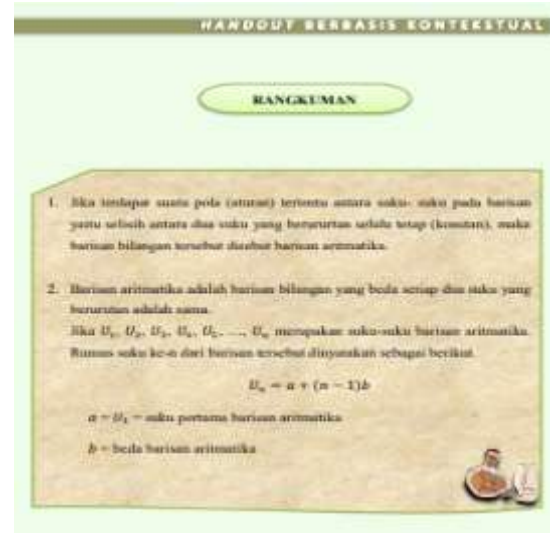 HANDOUT BERBASIS KONTEKSTUAL
RANGKUMAN
1. Jika terdapat suatu pola (aturan) tertentu antara suku- suku pada barisan
yaitu selisih antara dua suku yang berurutan selalu tetap (konstan), maka
barisan bilangan tersebut disebut barisan aritmatika.
2. Barisan aritmatika adalah barisan bilangan yang beda setiap dua suku yang
berurutan adalah sama.
Jika U₁, U₂, U₃, U₄, U₅, ...., Uₙ merupakan suku-suku barisan aritmatika.
Rumus suku ke-n dari barisan tersebut dinyatakan sebagai berikut.
Uₙ = a + (n − 1)b
a = U₁ = suku pertama barisan aritmatika
b = beda barisan aritmatika